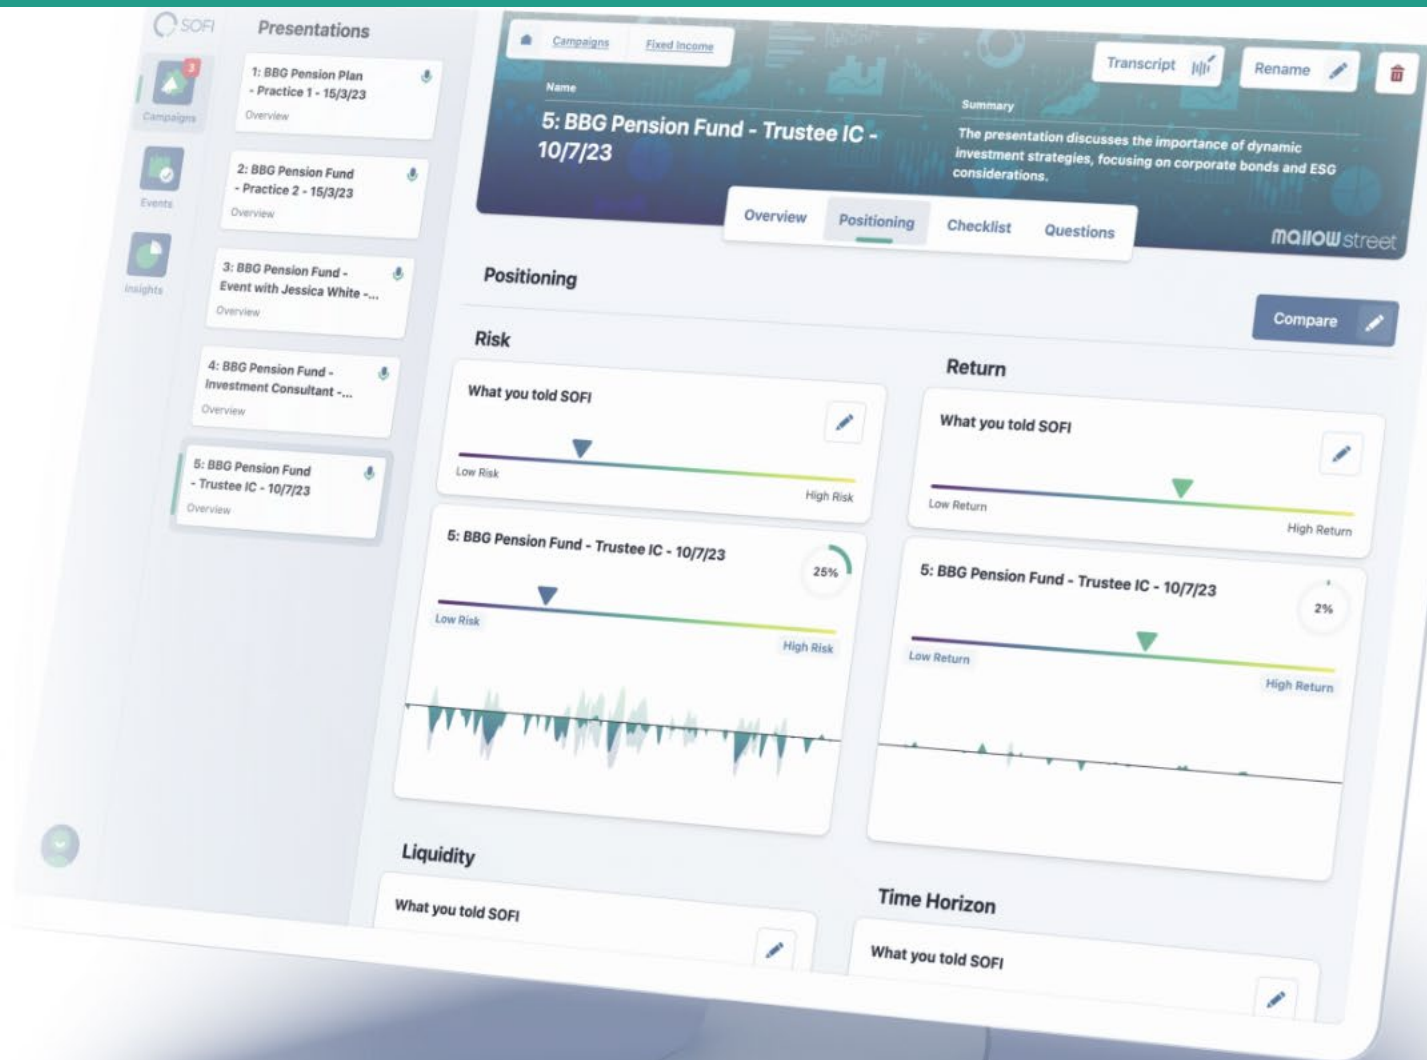 SOFI
Campaigns
3
Events
Insights
Presentations
1: BBG Pension Plan
- Practice 1 - 15/3/23
Overview
2: BBG Pension Fund
- Practice 2 - 15/3/23
Overview
3: BBG Pension Fund -
Event with Jessica White -...
Overview
4: BBG Pension Fund -
Investment Consultant -...
Overview
5: BBG Pension Fund
- Trustee IC - 10/7/23
Overview
Campaigns
Fixed Income
Transcript
Rename
Name
5: BBG Pension Fund - Trustee IC -
10/7/23
Summary
The presentation discusses the importance of dynamic
investment strategies, focusing on corporate bonds and ESG
considerations.
mallowstreet
Overview
Positioning
Checklist
Questions
Positioning
Compare
Risk
What you told SOFI
Low Risk
High Risk
5: BBG Pension Fund - Trustee IC - 10/7/23
25%
Low Risk
High Risk
Return
What you told SOFI
Low Return
High Return
5: BBG Pension Fund - Trustee IC - 10/7/23
2%
Low Return
High Return
Liquidity
What you told SOFI
Time Horizon
What you told SOFI